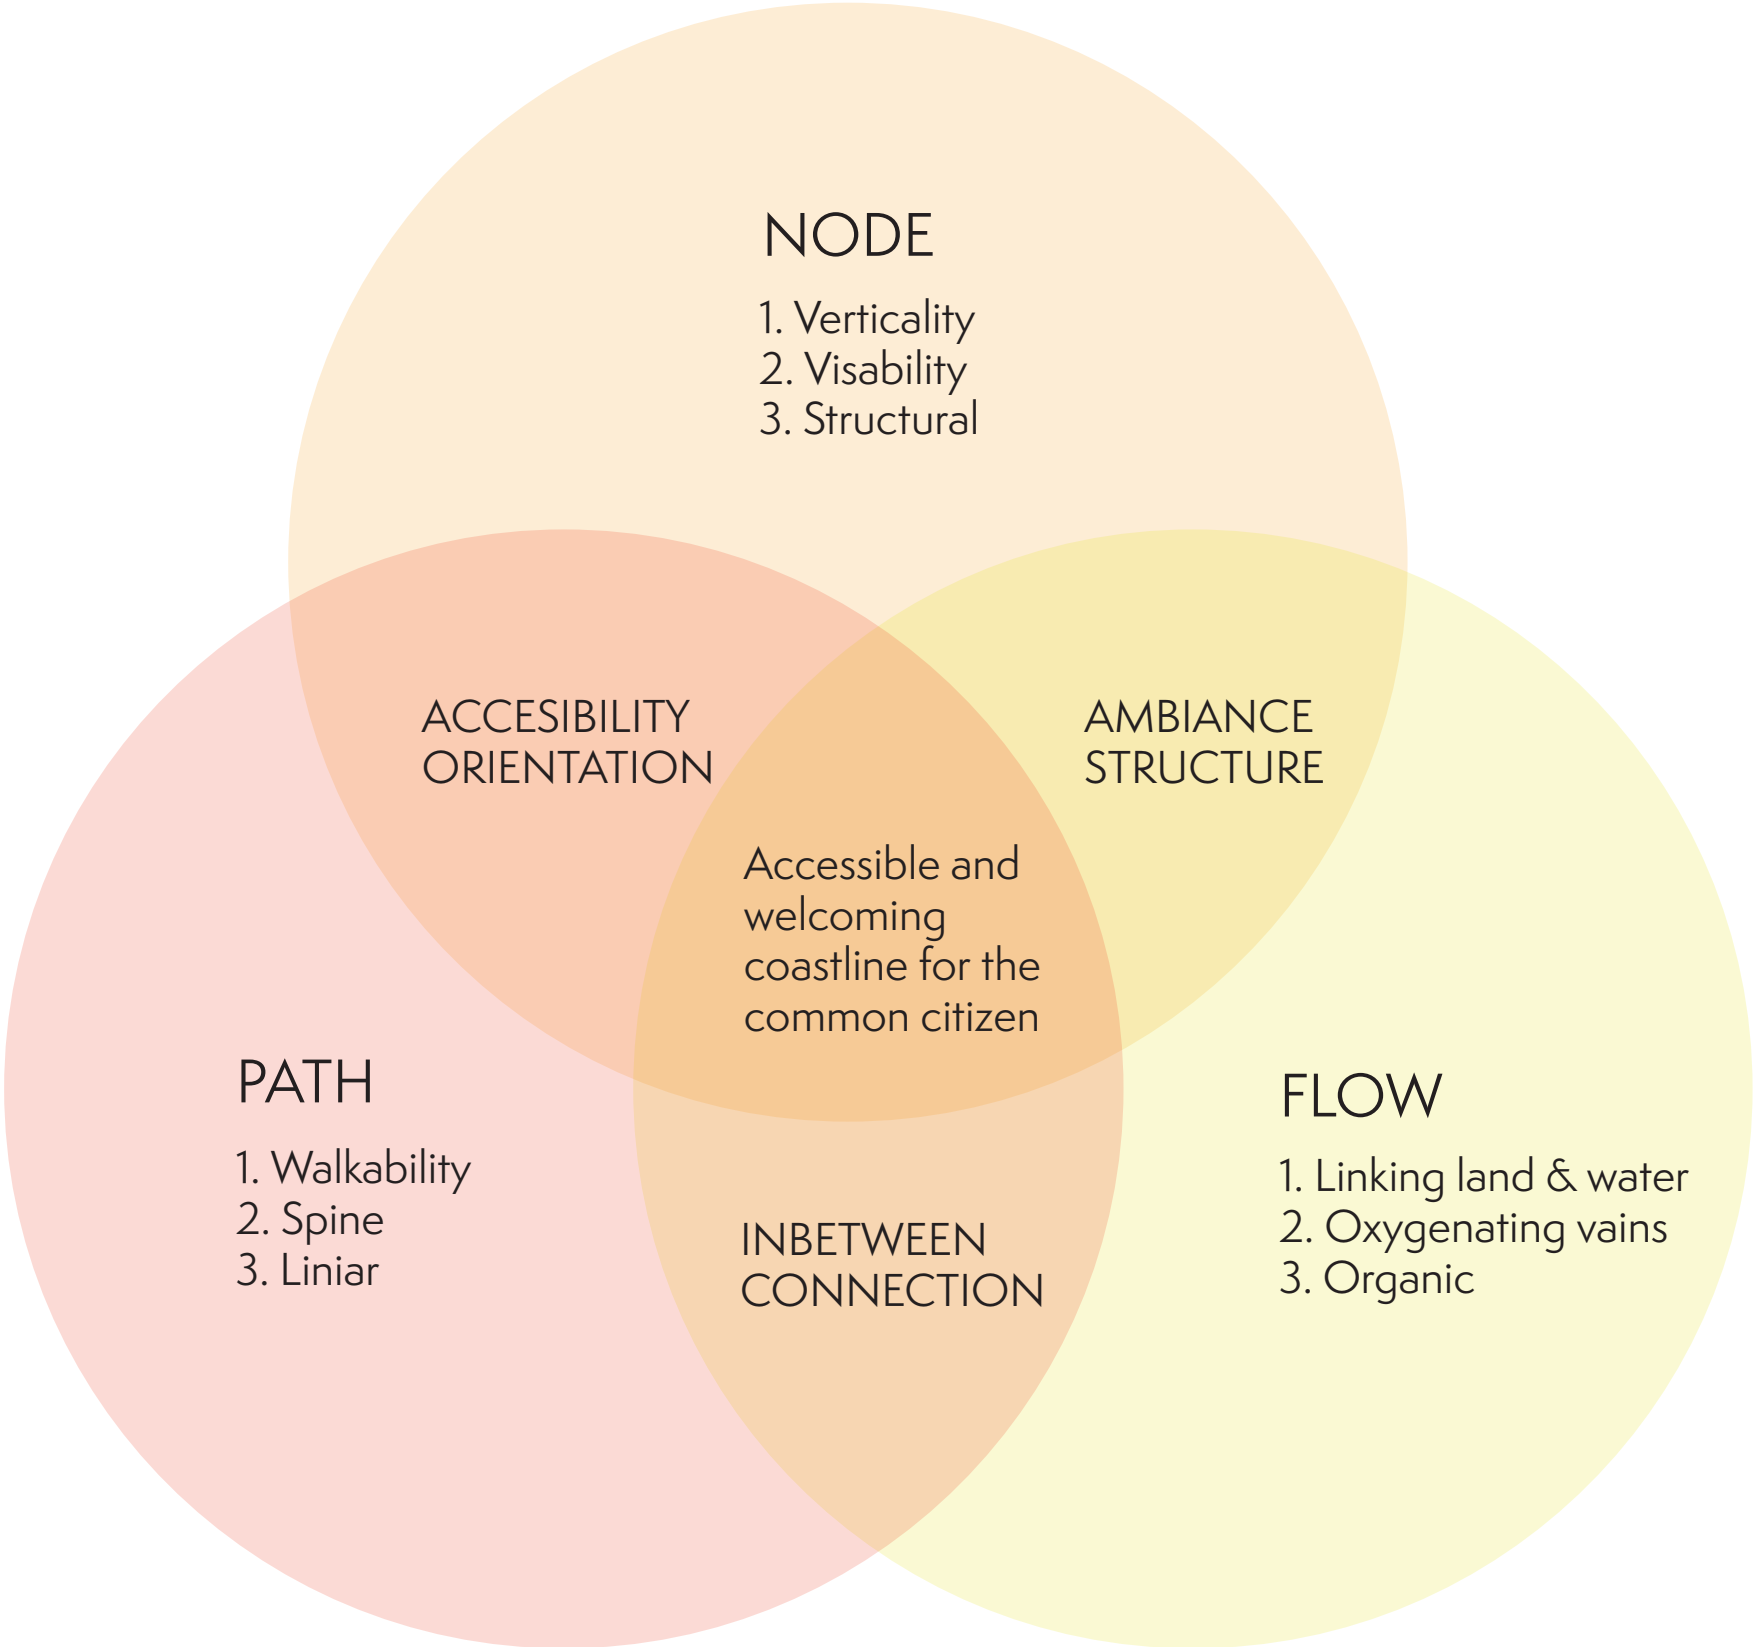 NODE
1. Verticality
2. Visability
3. Structural
ACCESIBILITY
ORIENTATION
AMBIANCE
STRUCTURE
Accessible and
welcoming
coastline for the
common citizen
PATH
1. Walkability
2. Spine
3. Liniar
FLOW
1. Linking land & water
2. Oxygenating vains
3. Organic
INBETWEEN
CONNECTION